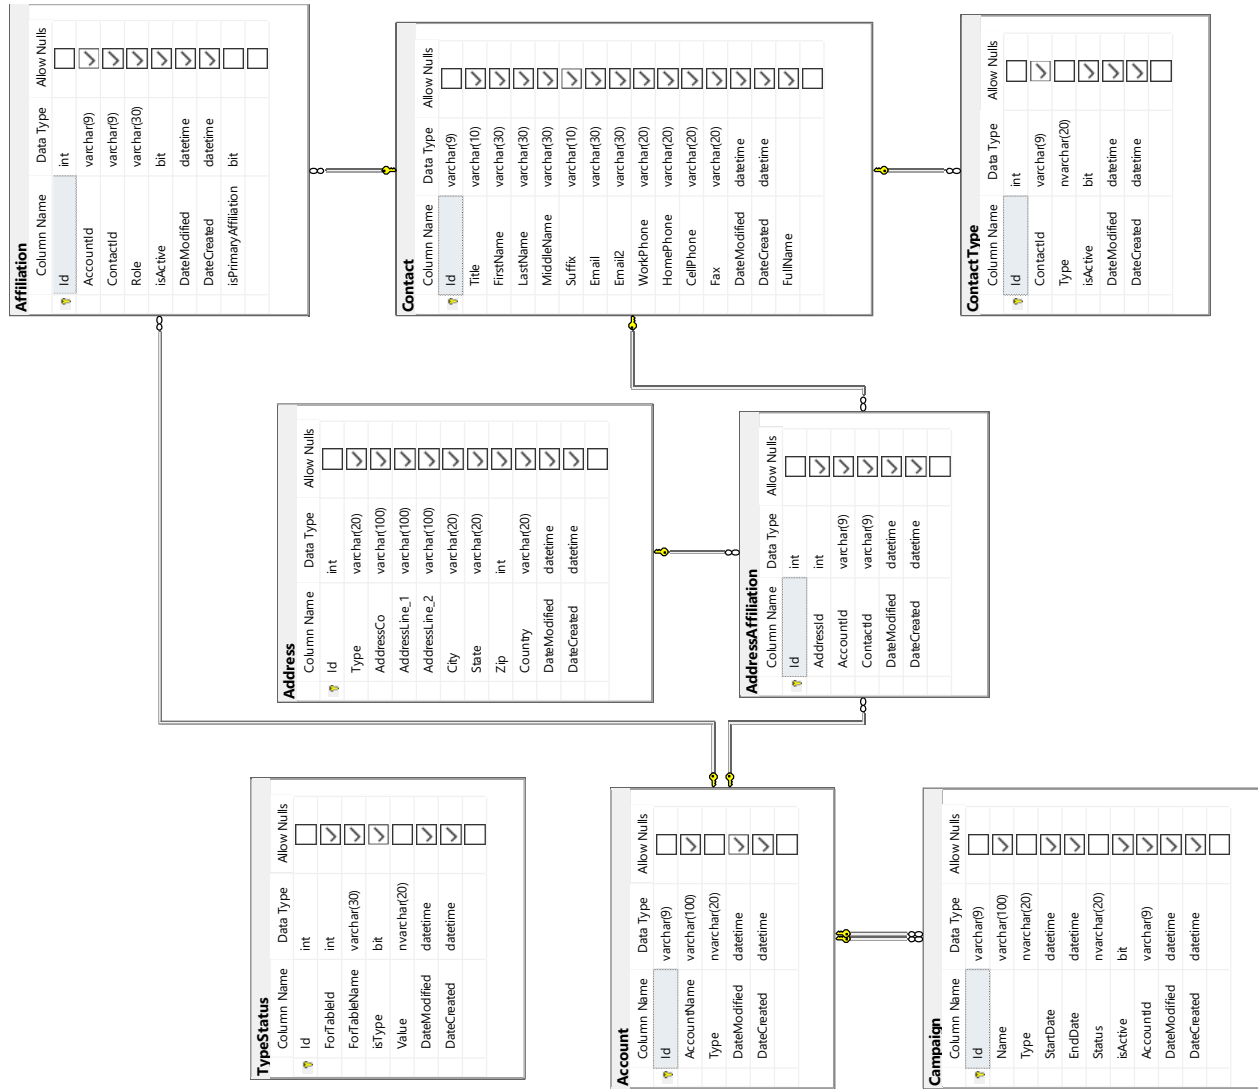 Affiliation
Column Name Data Type Allow Nulls
Id int
AccountId varchar(9)
ContactId varchar(9)
Role varchar(30)
isActive bit
DateModified datetime
DateCreated datetime
isPrimaryAffiliation bit
Contact
Column Name Data Type Allow Nulls
Id varchar(9)
Title varchar(10)
FirstName varchar(30)
LastName varchar(30)
MiddleName varchar(30)
Suffix varchar(10)
Email varchar(30)
Email2 varchar(30)
WorkPhone varchar(20)
HomePhone varchar(20)
CellPhone varchar(20)
Fax varchar(20)
DateModified datetime
DateCreated datetime
FullName
ContactType
Column Name Data Type Allow Nulls
Id int
ContactId varchar(9)
Type nvarchar(20)
isActive bit
DateModified datetime
DateCreated datetime
Address
Column Name Data Type Allow Nulls
Id int
Type varchar(20)
AddressCo varchar(100)
AddressLine_1 varchar(100)
AddressLine_2 varchar(100)
City varchar(20)
State varchar(20)
Zip int
Country varchar(20)
DateModified datetime
DateCreated datetime
AddressAffiliation
Column Name Data Type Allow Nulls
Id int
AddressId int
AccountId varchar(9)
ContactId varchar(9)
DateModified datetime
DateCreated datetime
TypeStatus
Column Name Data Type Allow Nulls
Id int
ForTableId int
ForTableName varchar(30)
isType bit
Value nvarchar(20)
DateModified datetime
DateCreated datetime
Account
Column Name Data Type Allow Nulls
Id varchar(9)
AccountName varchar(100)
Type nvarchar(20)
DateModified datetime
DateCreated datetime
Campaign
Column Name Data Type Allow Nulls
Id varchar(9)
Name varchar(100)
Type nvarchar(20)
StartDate datetime
EndDate datetime
Status nvarchar(20)
isActive bit
AccountId varchar(9)
DateModified datetime
DateCreated datetime